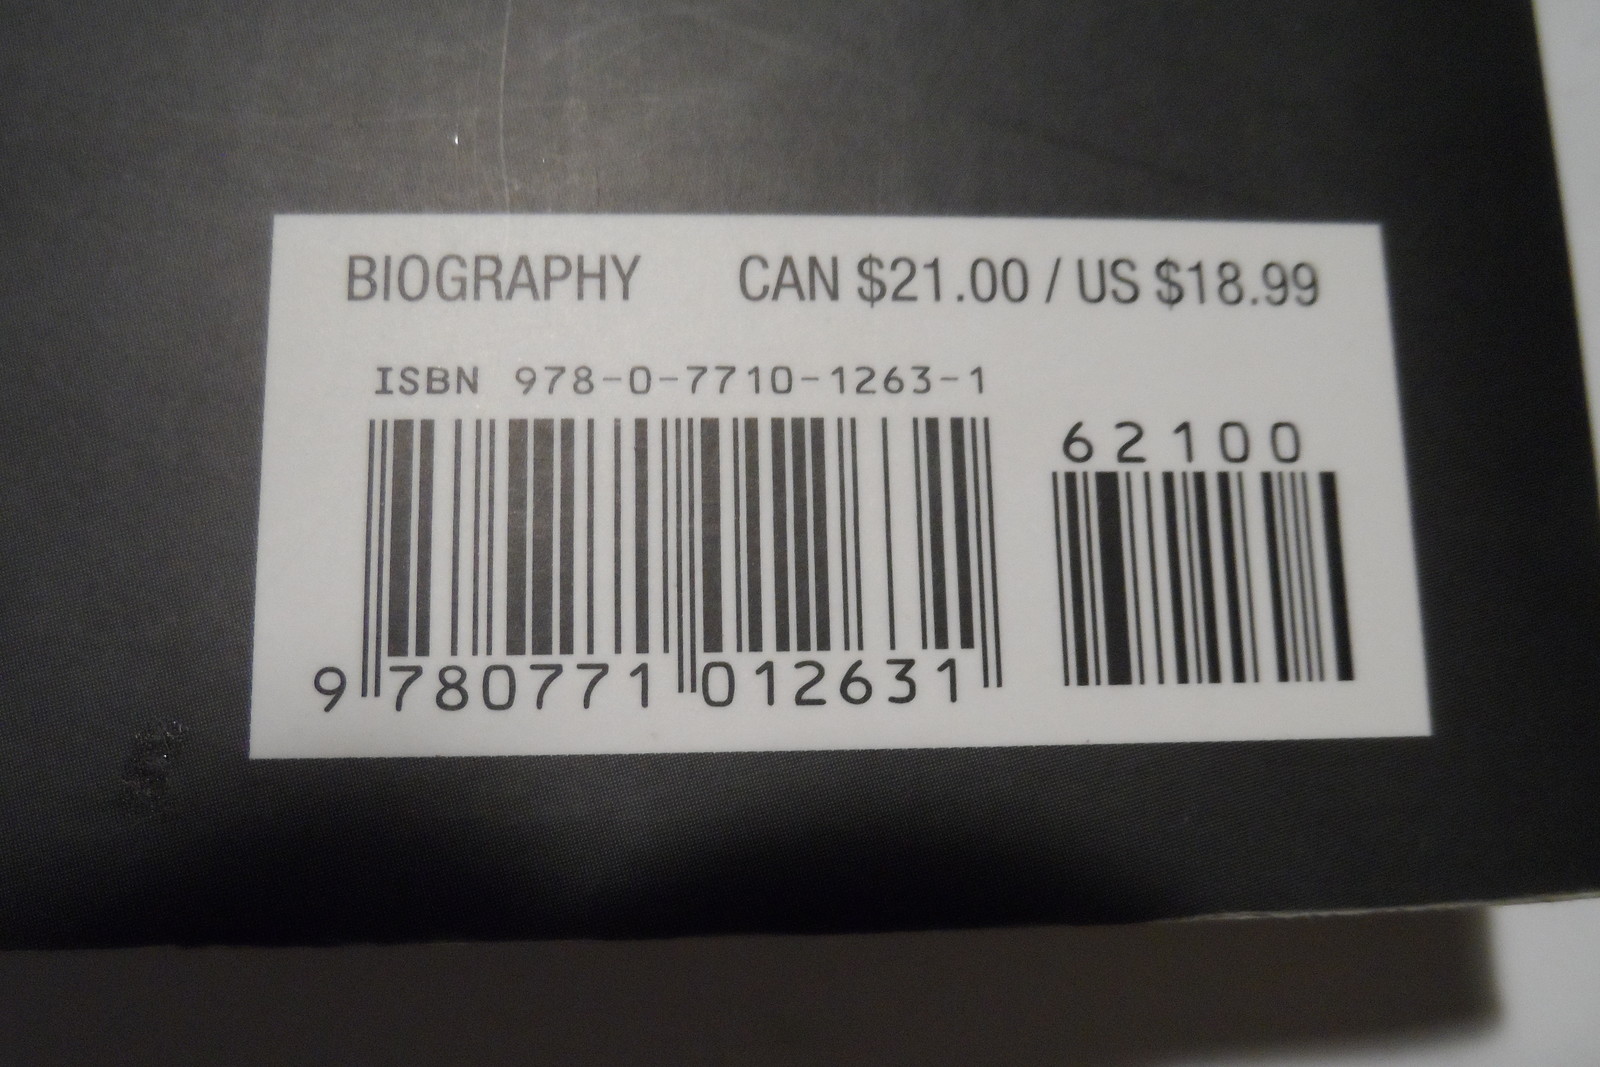 BIOGRAPHY CAN $21.00 / US $18.99
ISBN 978-0-7710-1263-1
62100
9 780771 012631